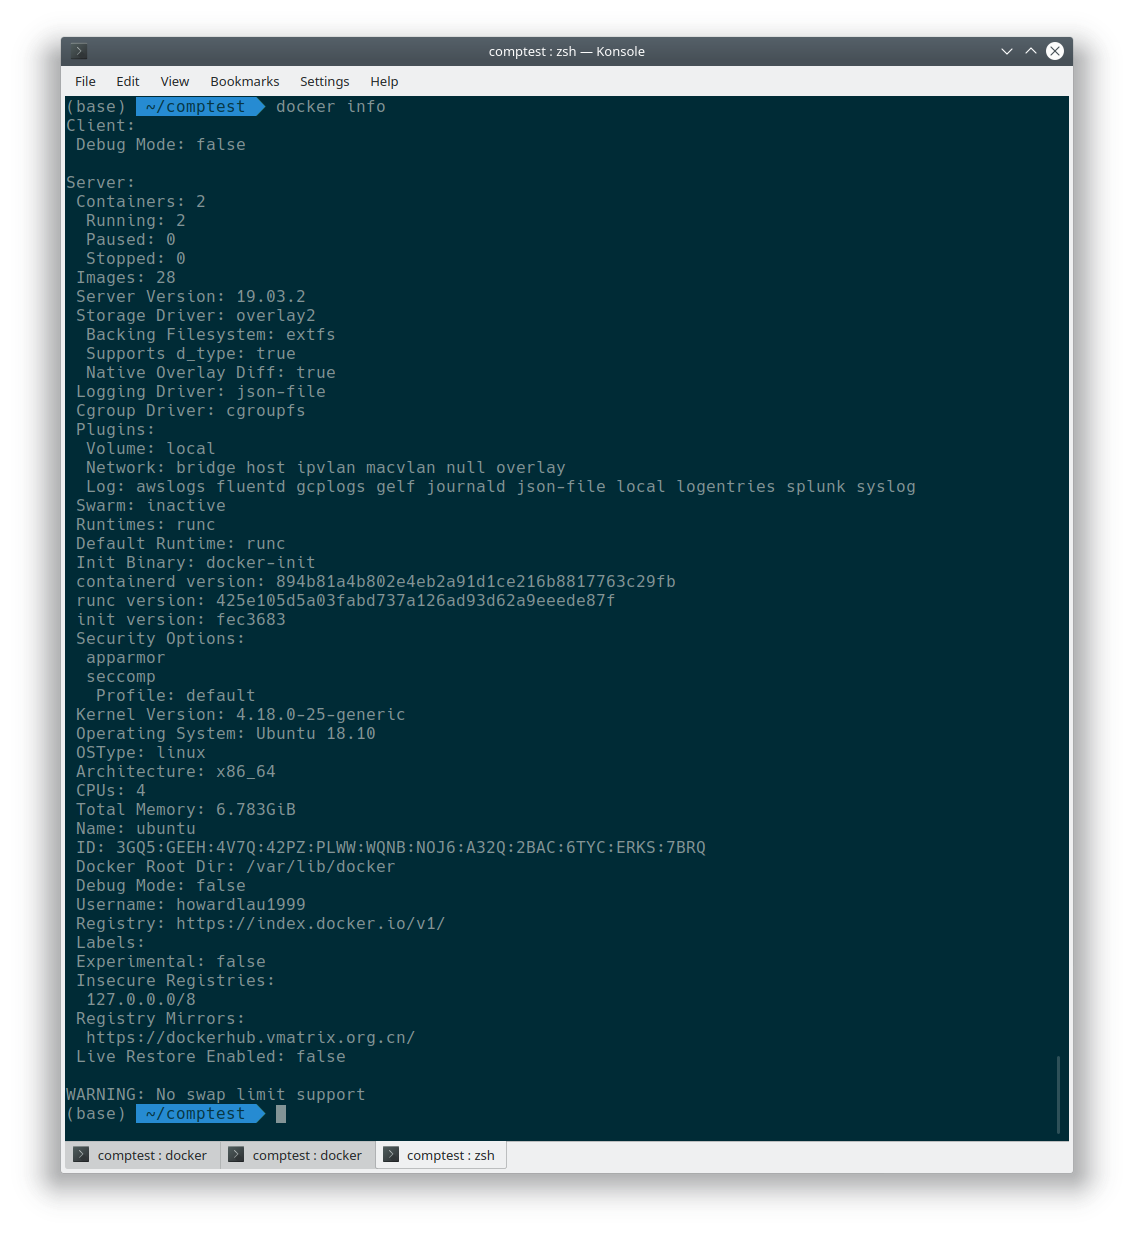 comptest : zsh — Konsole
File Edit View Bookmarks Settings Help
(base) ~/comptest docker info
Client:
 Debug Mode: false

Server:
 Containers: 2
  Running: 2
  Paused: 0
  Stopped: 0
 Images: 28
 Server Version: 19.03.2
 Storage Driver: overlay2
  Backing Filesystem: extfs
  Supports d_type: true
  Native Overlay Diff: true
 Logging Driver: json-file
 Cgroup Driver: cgroupfs
 Plugins:
  Volume: local
  Network: bridge host ipvlan macvlan null overlay
  Log: awslogs fluentd gcplogs gelf journald json-file local logentries splunk syslog
 Swarm: inactive
 Runtimes: runc
 Default Runtime: runc
 Init Binary: docker-init
 containerd version: 894b81a4b802e4eb2a91d1ce216b8817763c29fb
 runc version: 425e105d5a03fabd737a126ad93d62a9eeede87f
 init version: fec3683
 Security Options:
  apparmor
  seccomp
   Profile: default
 Kernel Version: 4.18.0-25-generic
 Operating System: Ubuntu 18.10
 OSType: linux
 Architecture: x86_64
 CPUs: 4
 Total Memory: 6.783GiB
 Name: ubuntu
 ID: 3GQ5:GEEH:4V7Q:42PZ:PLWW:WQNB:NOJ6:A32Q:2BAC:6TYC:ERKS:7BRQ
 Docker Root Dir: /var/lib/docker
 Debug Mode: false
 Username: howardlau1999
 Registry: https://index.docker.io/v1/
 Labels:
 Experimental: false
 Insecure Registries:
  127.0.0.0/8
 Registry Mirrors:
  https://dockerhub.vmatrix.org.cn/
 Live Restore Enabled: false

WARNING: No swap limit support
(base) ~/comptest
comptest : docker comptest : docker comptest : zsh